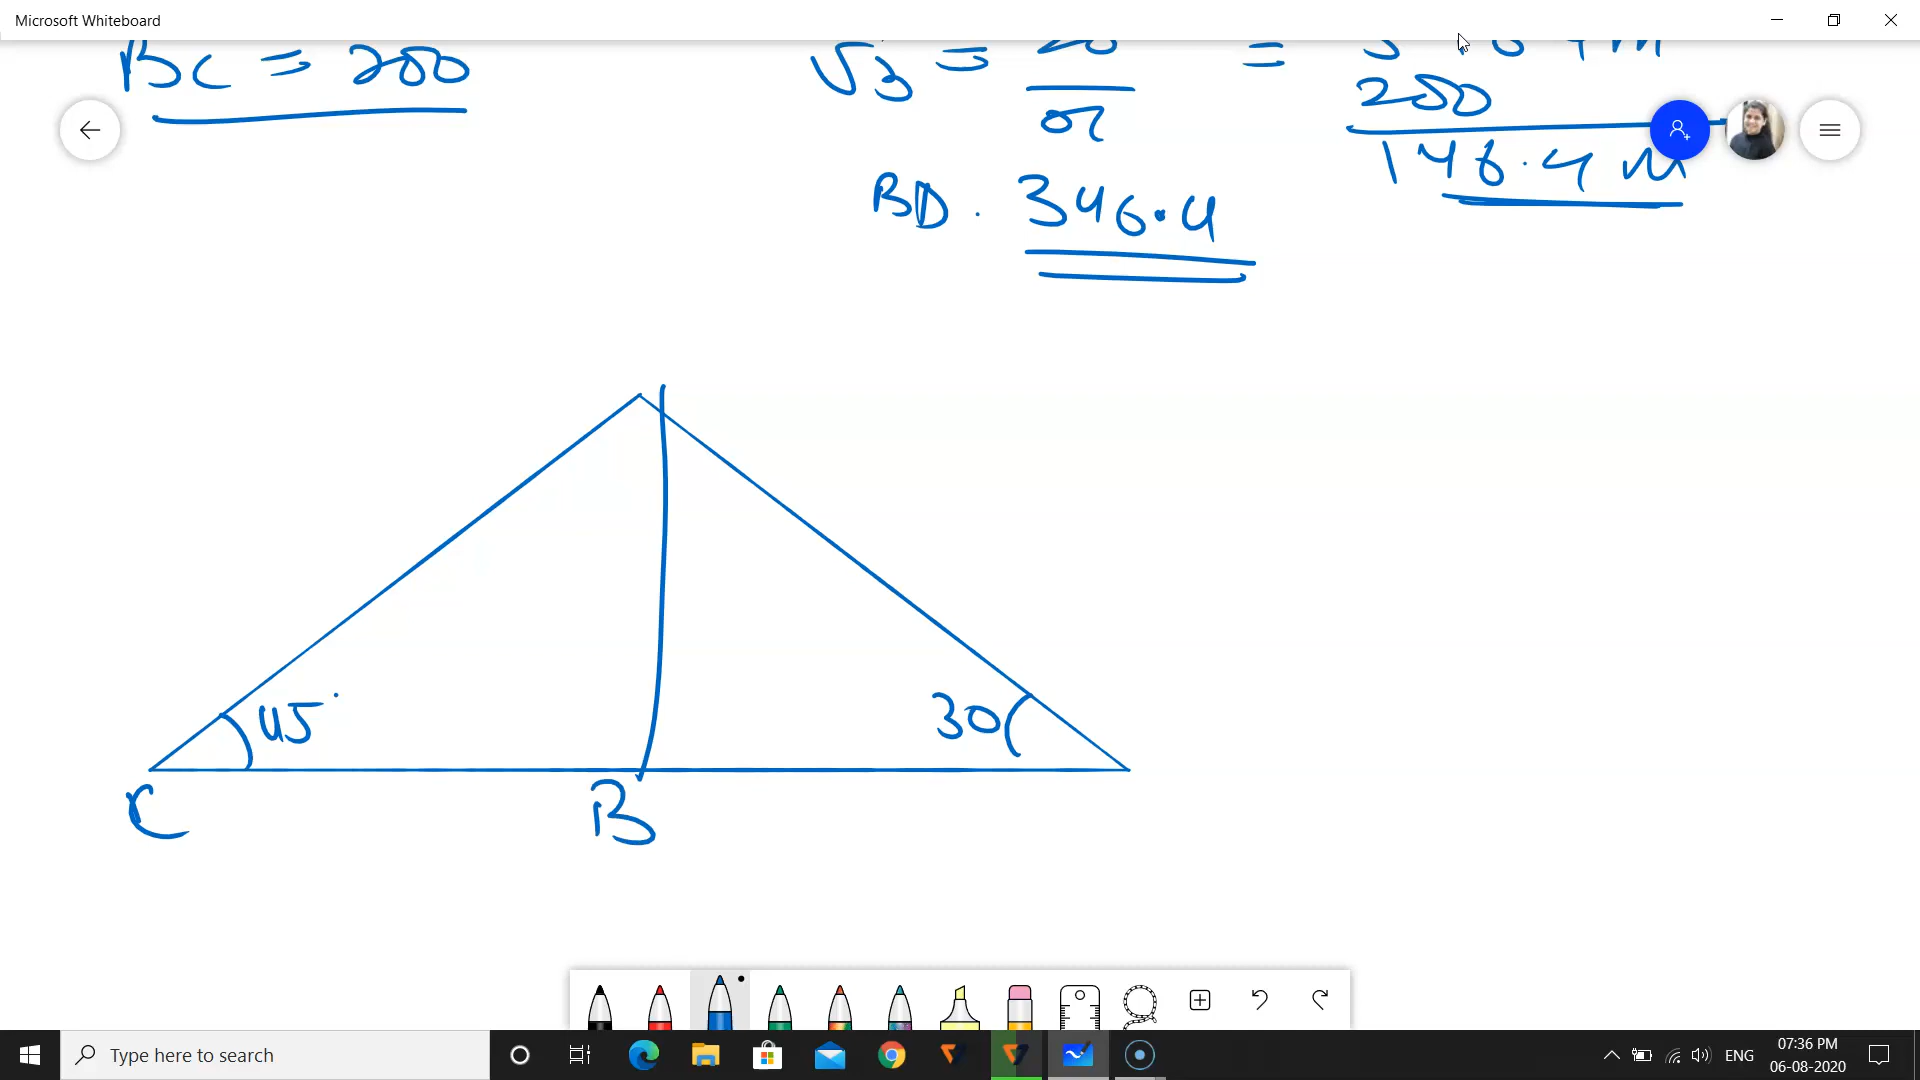 Microsoft Whiteboard
BC = 200
√3 =
=
200
146.4 m
BD. 346.4
45°
30
C
B
Type here to search
ENG
07:36 PM
06-08-2020